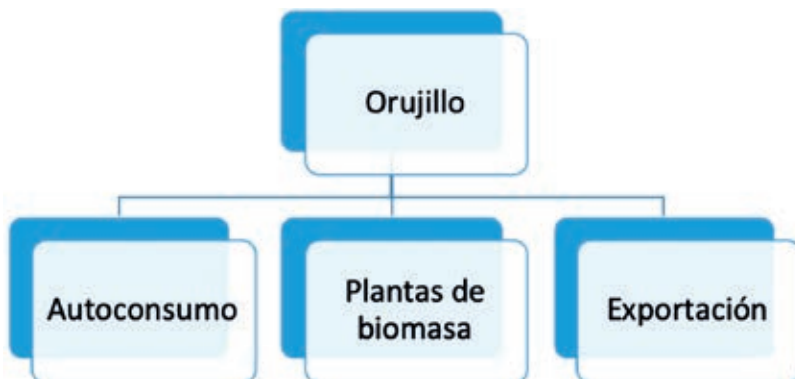 Orujillo
Autoconsumo
Plantas de
biomasa
Exportación